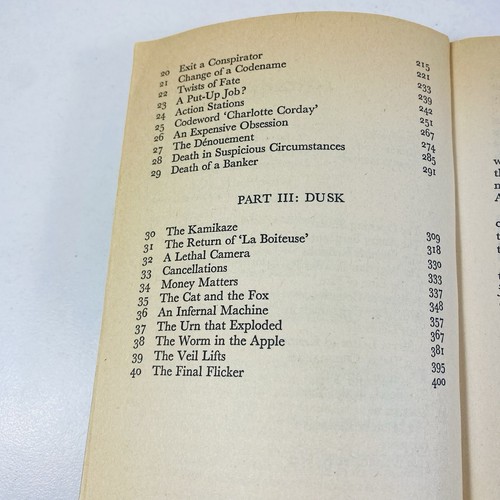 20 Exit a Conspirator 215
21 Change of a Codename 221
22 Twists of Fate 233
23 A Put-Up Job? 239
24 Action Stations 242
25 Codeword 'Charlotte Corday' 251
26 An Expensive Obsession 267
27 The Dénouement 274
28 Death in Suspicious Circumstances 285
29 Death of a Banker 291
PART III: DUSK
30 The Kamikaze 309
31 The Return of 'La Boiteuse' 318
32 A Lethal Camera 330
33 Cancellations 333
34 Money Matters 337
35 The Cat and the Fox 348
36 An Infernal Machine 357
37 The Urn that Exploded 367
38 The Worm in the Apple 381
39 The Veil Lifts 395
40 The Final Flicker 400